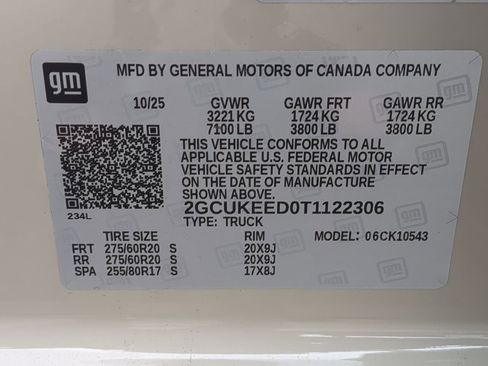 gm
MFD BY GENERAL MOTORS OF CANADA COMPANY
10/25 GVWR GAWR FRT GAWR RR
3221 KG 1724 KG 1724 KG
7100 LB 3800 LB 3800 LB
THIS VEHICLE CONFORMS TO ALL
APPLICABLE U.S. FEDERAL MOTOR
VEHICLE SAFETY STANDARDS IN EFFECT
ON THE DATE OF MANUFACTURE
SHOWN ABOVE.
234L 2GCUKEED0T1122306
TYPE: TRUCK MODEL: 06CK10543
TIRE SIZE RIM
FRT 275/60R20 S 20X9J
RR 275/60R20 S 20X9J
SPA 255/80R17 S 17X8J